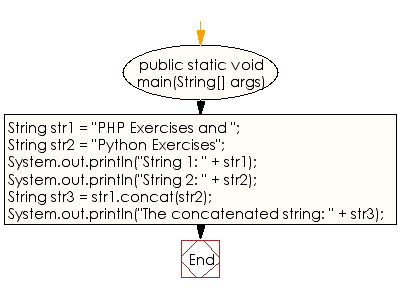 public static void
main(String[] args)
String str1 = "PHP Exercises and ";
String str2 = "Python Exercises";
System.out.println("String 1: " + str1);
System.out.println("String 2: " + str2);
String str3 = str1.concat(str2);
System.out.println("The concatenated string: " + str3);
End